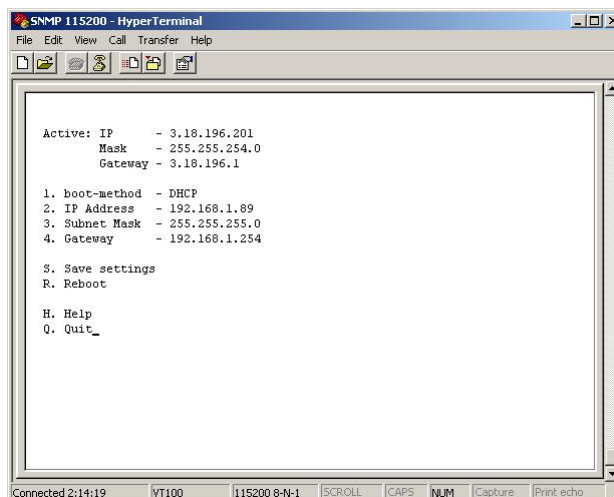 SNMP 115200 - HyperTerminal
File Edit View Call Transfer Help
Active: IP - 3.18.196.201
Mask - 255.255.254.0
Gateway - 3.18.196.1
1. boot-method - DHCP
2. IP Address - 192.168.1.89
3. Subnet Mask - 255.255.255.0
4. Gateway - 192.168.1.254
S. Save settings
R. Reboot
H. Help
Q. Quit_
Connected 2:14:19 VT100 115200 8-N-1 SCROLL CAPS NUM Capture Print echo